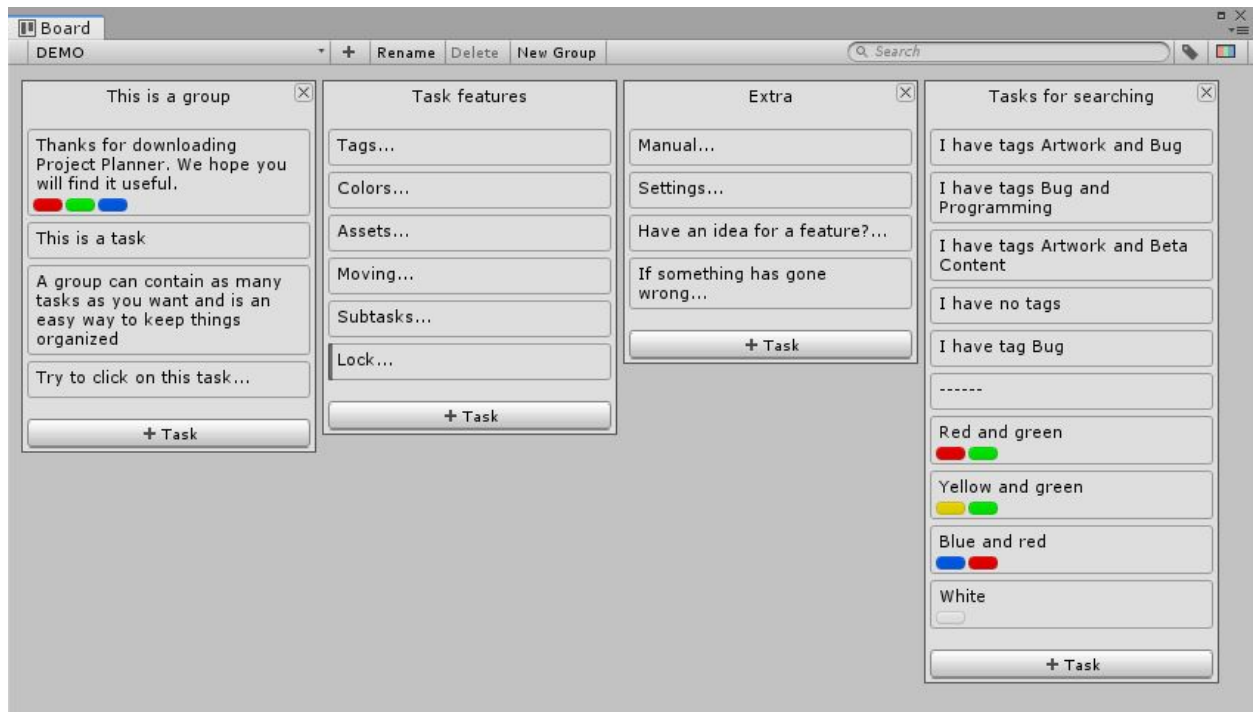 Board
DEMO
+ Rename Delete New Group
Search
This is a group
Thanks for downloading
Project Planner. We hope you
will find it useful.
This is a task
A group can contain as many
tasks as you want and is an
easy way to keep things
organized
Try to click on this task...
+ Task
Task features
Tags...
Colors...
Assets...
Moving...
Subtasks...
Lock...
+ Task
Extra
Manual...
Settings...
Have an idea for a feature?...
If something has gone
wrong...
+ Task
Tasks for searching
I have tags Artwork and Bug
I have tags Bug and
Programming
I have tags Artwork and Beta
Content
I have no tags
I have tag Bug
------
Red and green
Yellow and green
Blue and red
White
+ Task